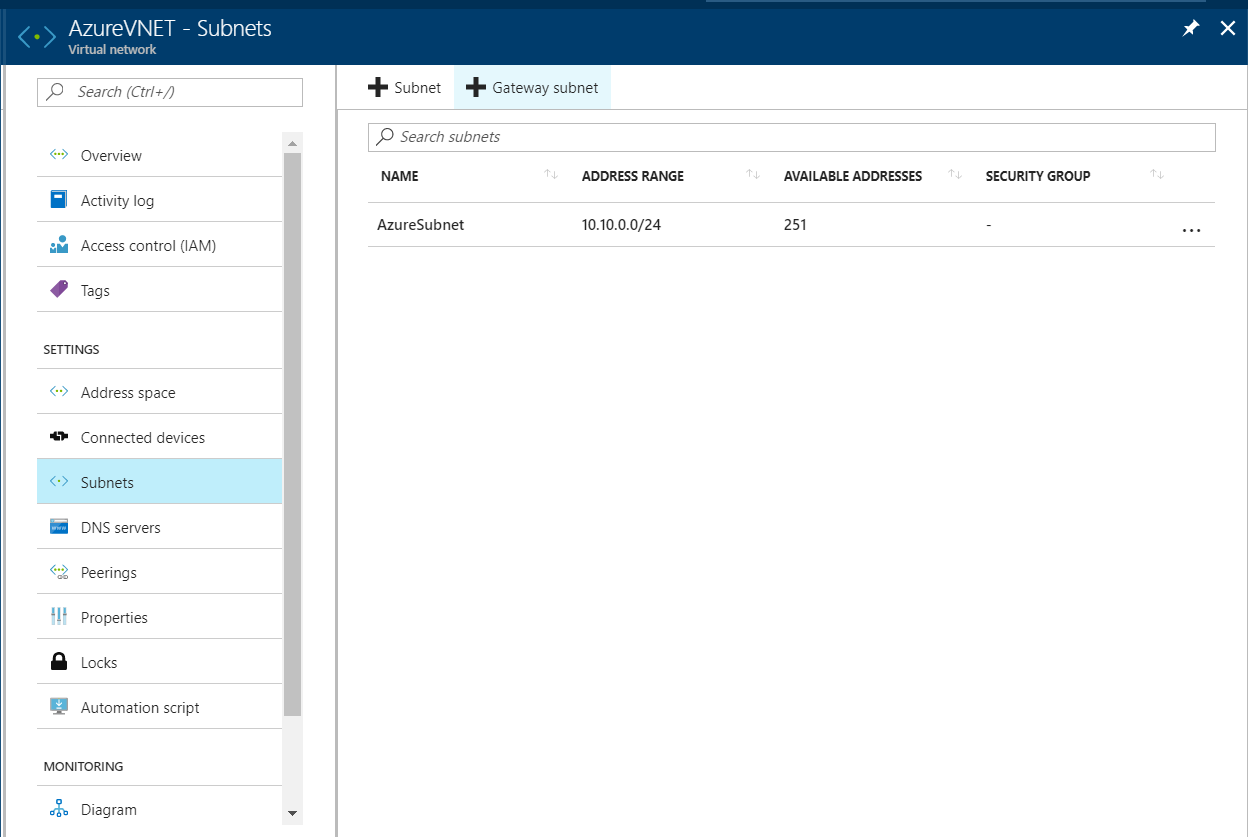 AzureVNET - Subnets
Virtual network
Search (Ctrl+/)
Overview
Activity log
Access control (IAM)
Tags
SETTINGS
Address space
Connected devices
Subnets
DNS servers
Peerings
Properties
Locks
Automation script
MONITORING
Diagram
Subnet
Gateway subnet
Search subnets
NAME ADDRESS RANGE AVAILABLE ADDRESSES SECURITY GROUP
AzureSubnet 10.10.0.0/24 251 - ...